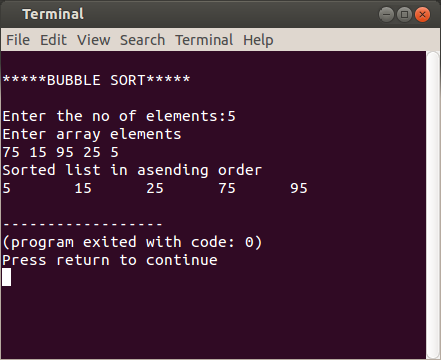 Terminal
File Edit View Search Terminal Help
*****BUBBLE SORT*****
Enter the no of elements:5
Enter array elements
75 15 95 25 5
Sorted list in asending order
5 15 25 75 95
------------------
(program exited with code: 0)
Press return to continue